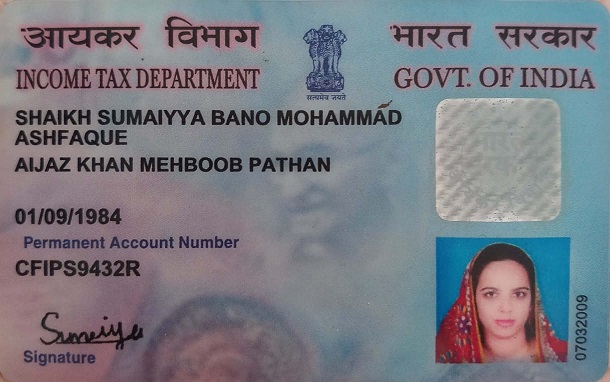 आयकर विभाग
INCOME TAX DEPARTMENT
सत्यमेव जयते
भारत सरकार
GOVT. OF INDIA
SHAIKH SUMAIYYA BANO MOHAMMAD
ASHFAQUE
AIJAZ KHAN MEHBOOB PATHAN
01/09/1984
Permanent Account Number
CFIPS9432R
Signature
07032009